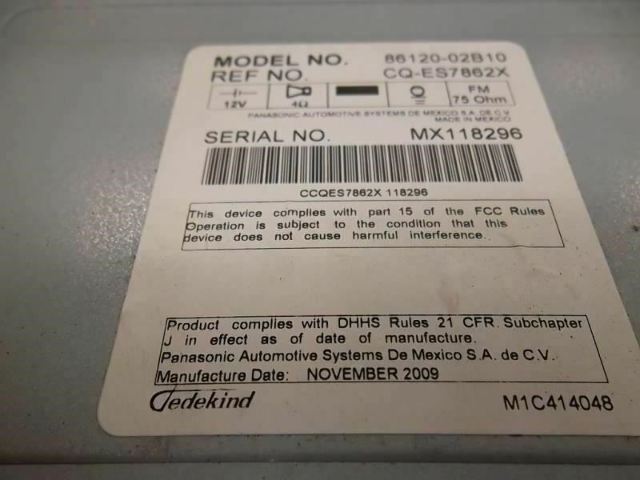 MODEL NO. 86120-02B10
REF NO. CQ-ES7862X
12V 4Ω FM 75 Ohm
PANASONIC AUTOMOTIVE SYSTEMS DE MEXICO S.A. DE C.V.
MADE IN MEXICO
SERIAL NO. MX118296
CCQES7862X 118296
This device complies with part 15 of the FCC Rules
Operation is subject to the condition that this
device does not cause harmful interference.
Product complies with DHHS Rules 21 CFR. Subchapter
J in effect as of date of manufacture.
Panasonic Automotive Systems De Mexico S.A. de C.V.
Manufacture Date: NOVEMBER 2009
Jedekind M1C414048